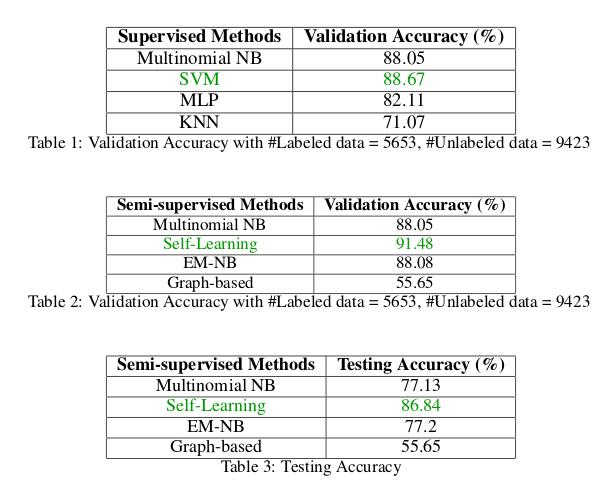 Supervised Methods Validation Accuracy (%)
Multinomial NB 88.05
SVM 88.67
MLP 82.11
KNN 71.07
Table 1: Validation Accuracy with #Labeled data = 5653, #Unlabeled data = 9423
Semi-supervised Methods Validation Accuracy (%)
Multinomial NB 88.05
Self-Learning 91.48
EM-NB 88.08
Graph-based 55.65
Table 2: Validation Accuracy with #Labeled data = 5653, #Unlabeled data = 9423
Semi-supervised Methods Testing Accuracy (%)
Multinomial NB 77.13
Self-Learning 86.84
EM-NB 77.2
Graph-based 55.65
Table 3: Testing Accuracy